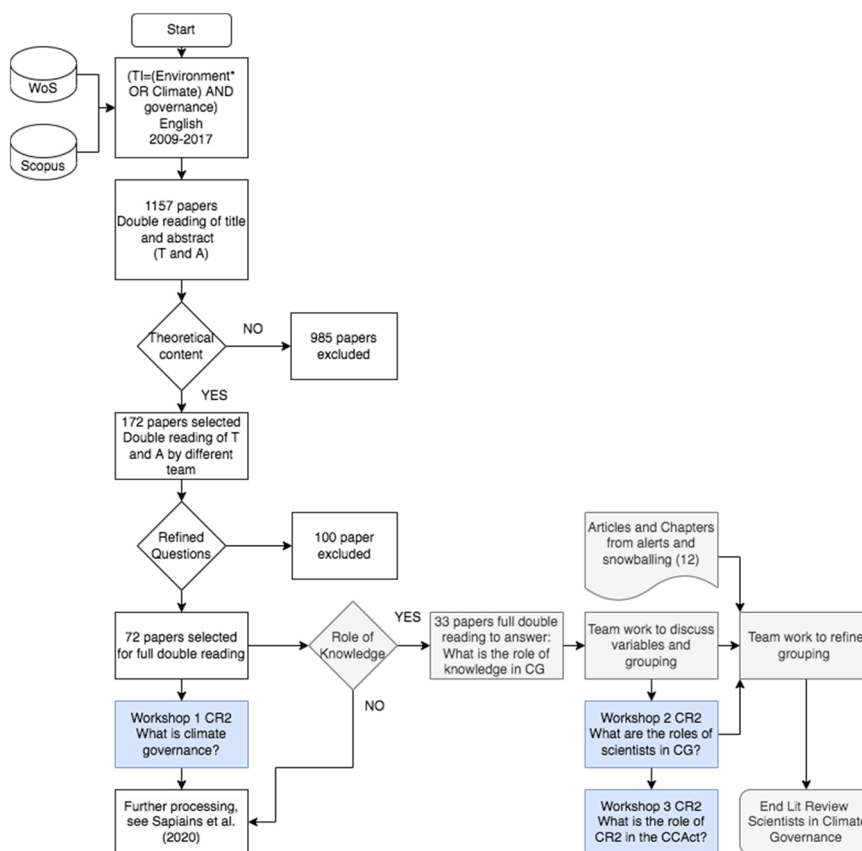 Start
WoS
Scopus
(TI=(Environment*
OR Climate) AND
governance)
English
2009-2017
1157 papers
Double reading of title
and abstract
(T and A)
Theoretical
content
NO
985 papers
excluded
YES
172 papers selected
Double reading of T
and A by different
team
Refined
Questions
100 paper
excluded
72 papers selected
for full double reading
Role of
Knowledge
YES
33 papers full double
reading to answer:
What is the role of
knowledge in CG
Articles and Chapters
from alerts and
snowballing (12)
Team work to discuss
variables and
grouping
Team work to refine
grouping
NO
Workshop 1 CR2
What is climate
governance?
Workshop 2 CR2
What are the roles of
scientists in CG?
Further processing,
see Sapiains et al.
(2020)
Workshop 3 CR2
What is the role of
CR2 in the CCAct?
End Lit Review
Scientists in Climate
Governance